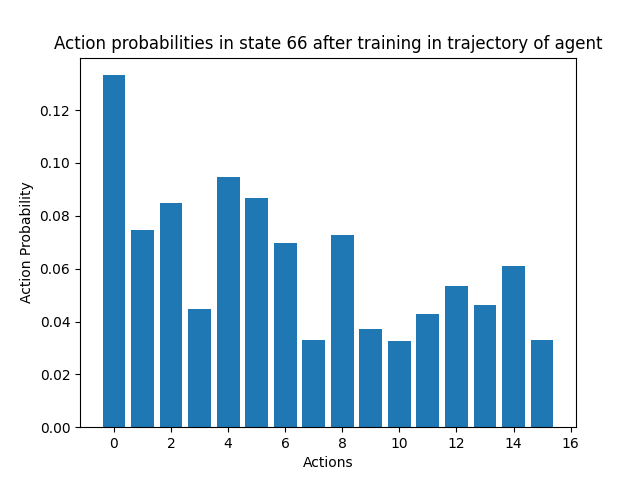 Action probabilities in state 66 after training in trajectory of agent
0.12
0.10
0.08
0.06
0.04
0.02
0.00
Action Probability
0 2 4 6 8 10 12 14 16
Actions